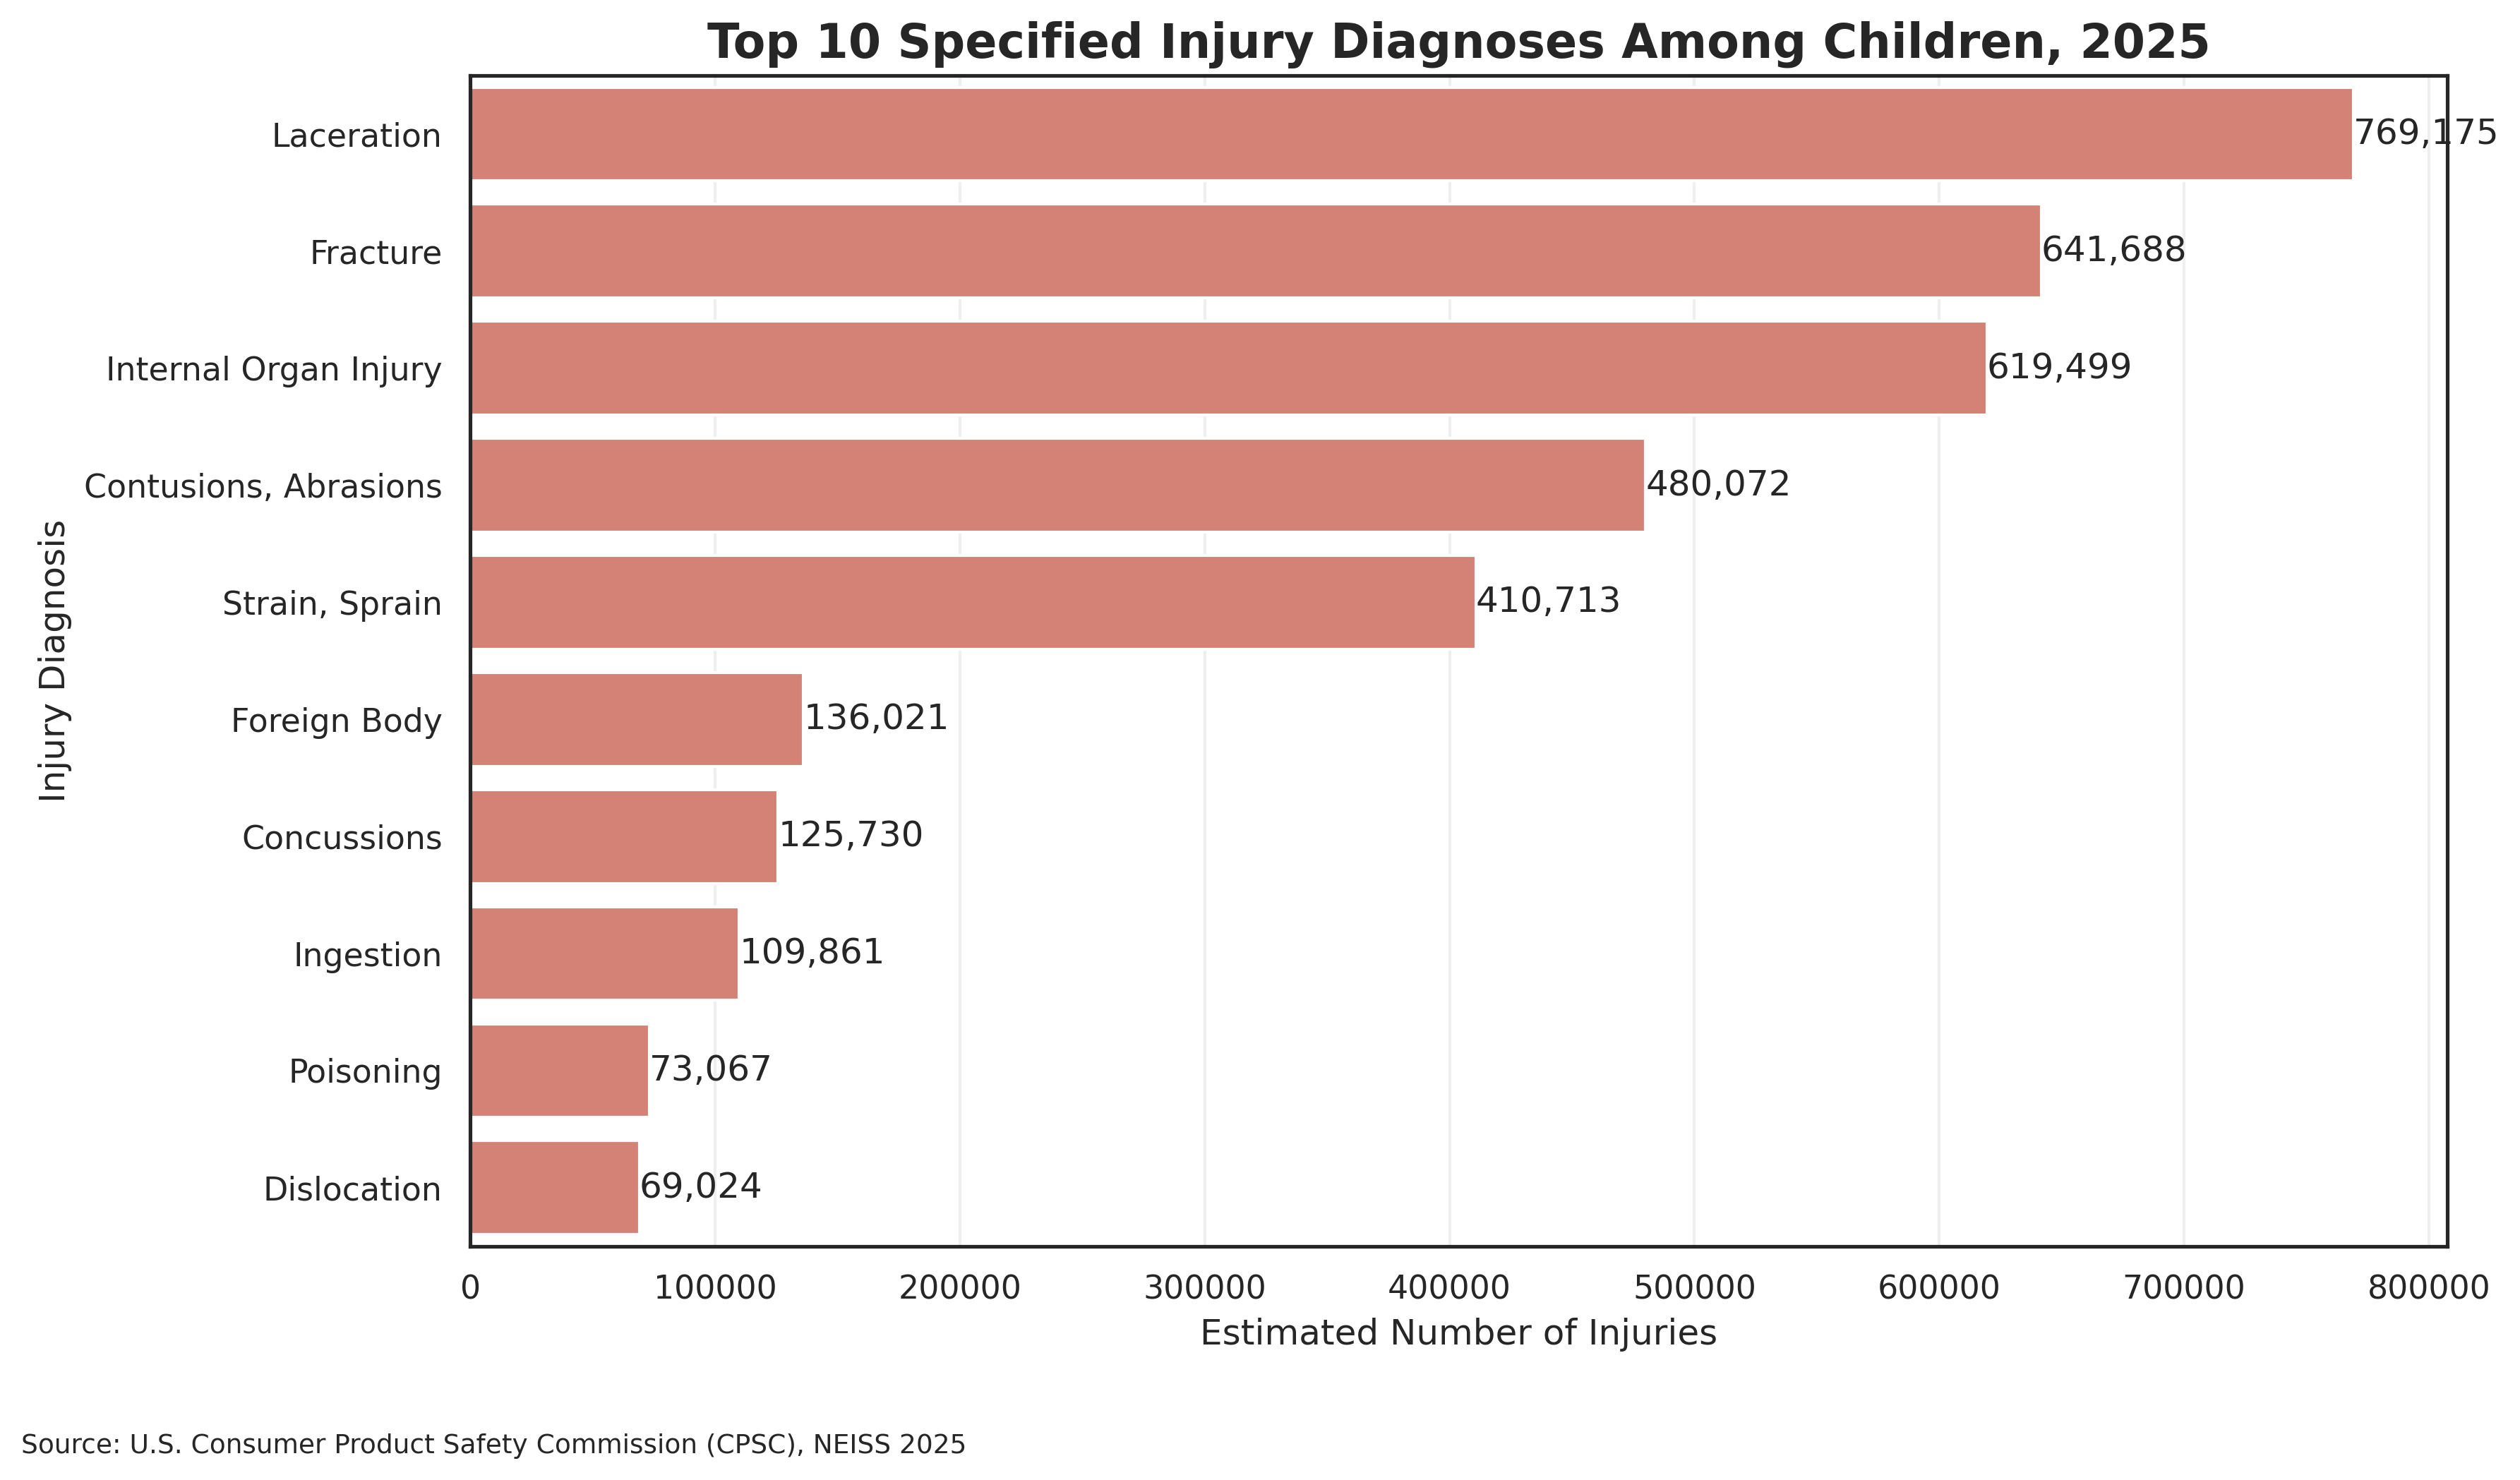 Top 10 Specified Injury Diagnoses Among Children, 2025
Injury Diagnosis
Laceration 769,175
Fracture 641,688
Internal Organ Injury 619,499
Contusions, Abrasions 480,072
Strain, Sprain 410,713
Foreign Body 136,021
Concussions 125,730
Ingestion 109,861
Poisoning 73,067
Dislocation 69,024
0 100000 200000 300000 400000 500000 600000 700000 800000
Estimated Number of Injuries
Source: U.S. Consumer Product Safety Commission (CPSC), NEISS 2025